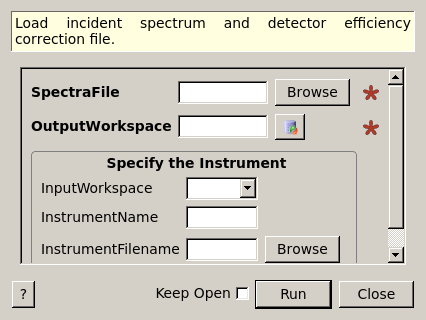 Load incident spectrum and detector efficiency
correction file.
SpectraFile Browse *
OutputWorkspace *
Specify the Instrument
InputWorkspace
InstrumentName
InstrumentFilename Browse
? Keep Open Run Close